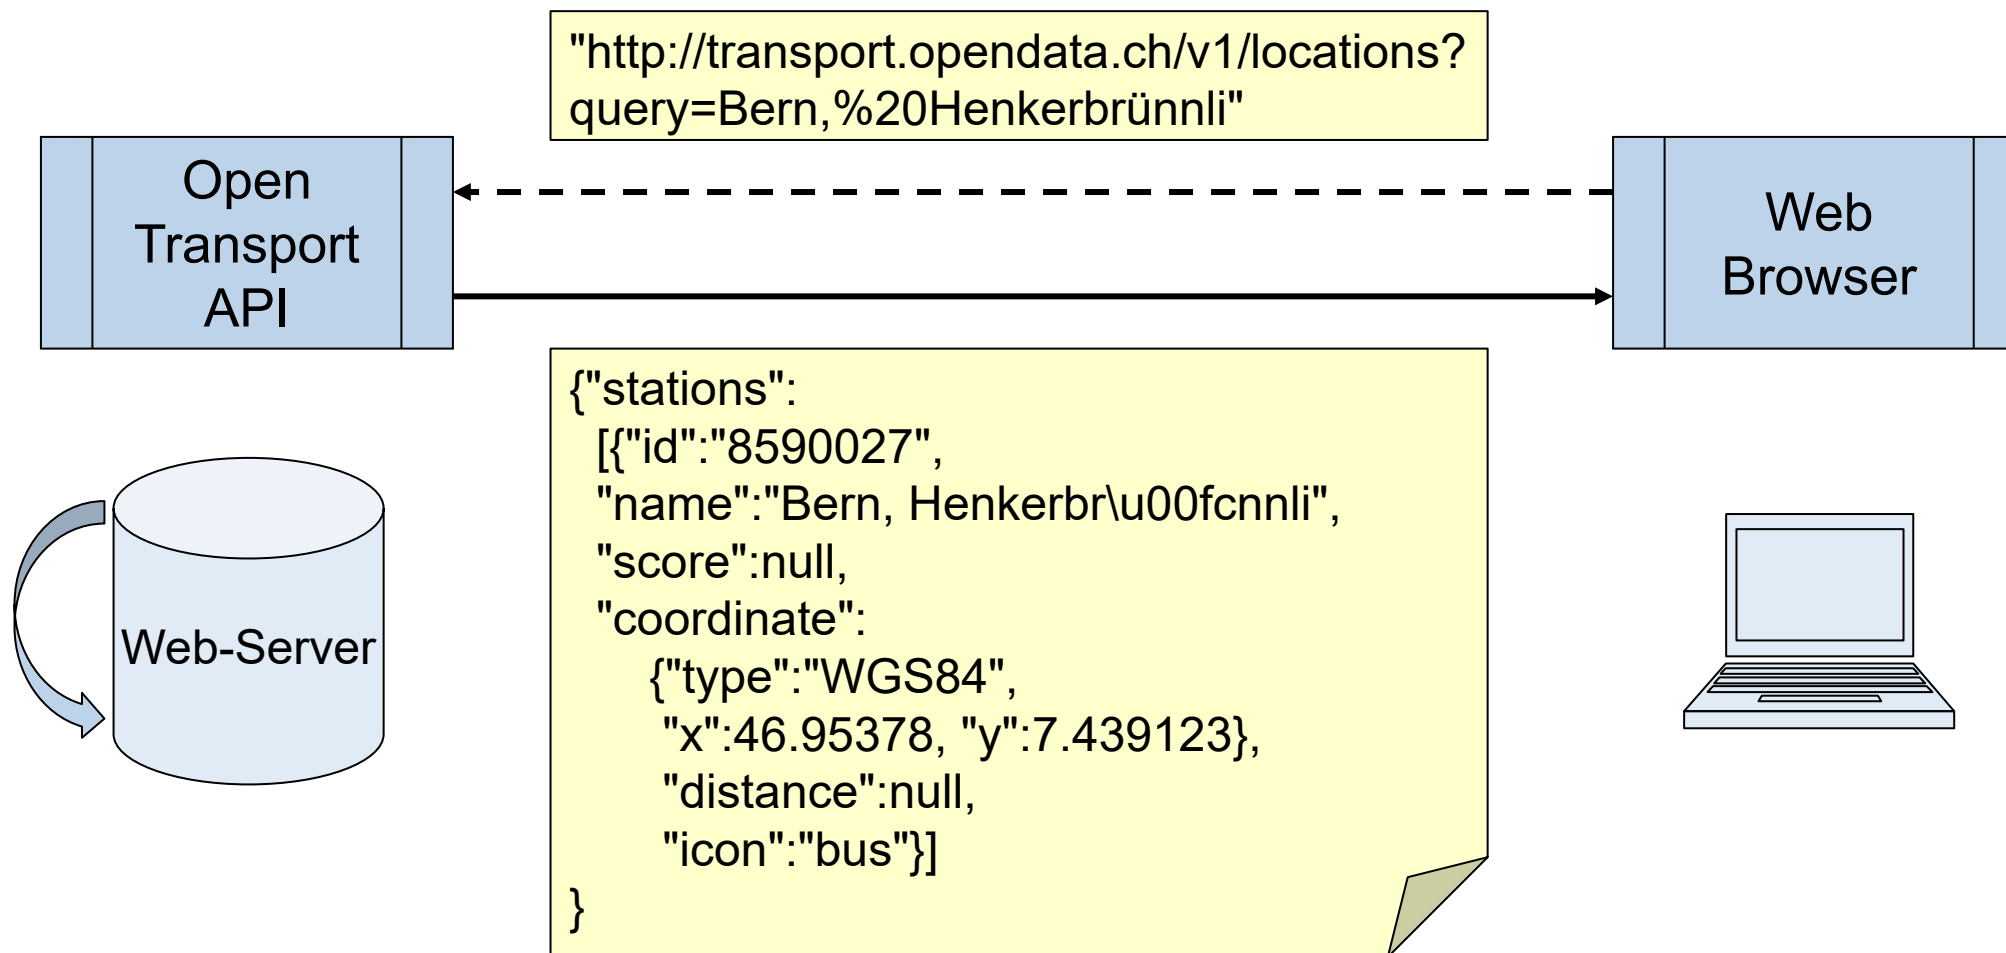 "http://transport.opendata.ch/v1/locations?
query=Bern,%20Henkerbrünnli"
Open
Transport
API
Web
Browser
{"stations":
[{"id":"8590027",
"name":"Bern, Henkerbr\u00fcnnli",
"score":null,
"coordinate":
{"type":"WGS84",
"x":46.95378, "y":7.439123},
"distance":null,
"icon":"bus"}]
}
Web-Server